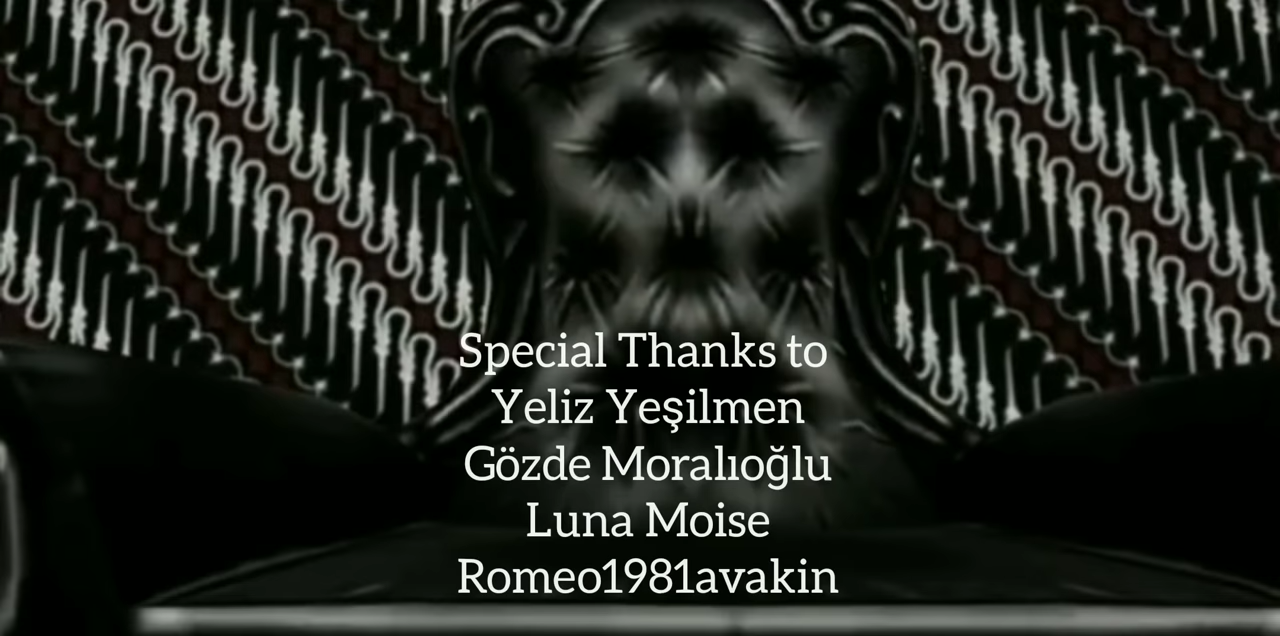 Special Thanks to
Yeliz Yeşilmen
Gözde Moralıoğlu
Luna Moise
Romeo1981avakin